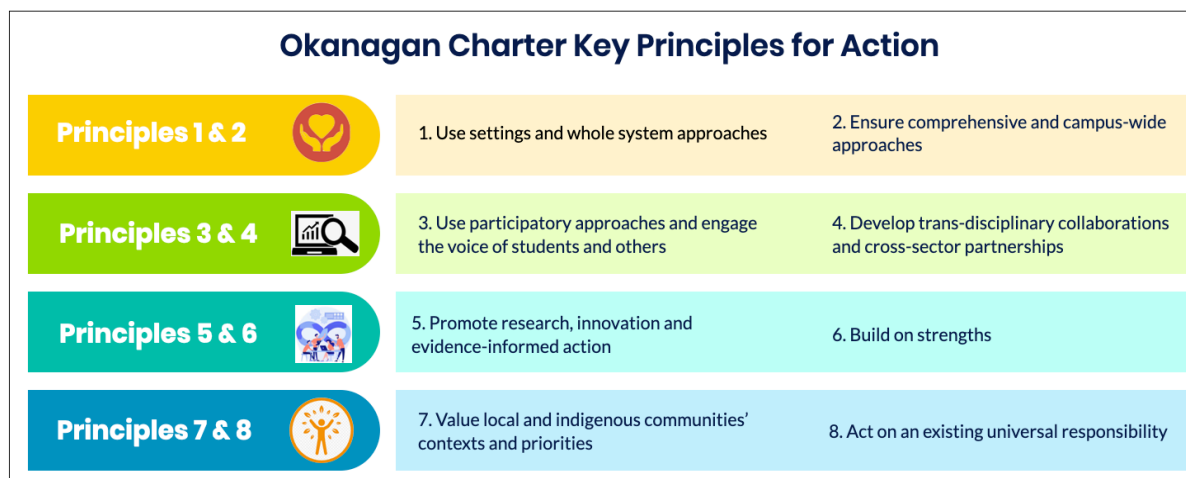 Okanagan Charter Key Principles for Action
Principles 1 & 2
1. Use settings and whole system approaches
2. Ensure comprehensive and campus-wide
approaches
Principles 3 & 4
3. Use participatory approaches and engage
the voice of students and others
4. Develop trans-disciplinary collaborations
and cross-sector partnerships
Principles 5 & 6
5. Promote research, innovation and
evidence-informed action
6. Build on strengths
Principles 7 & 8
7. Value local and indigenous communities’
contexts and priorities
8. Act on an existing universal responsibility